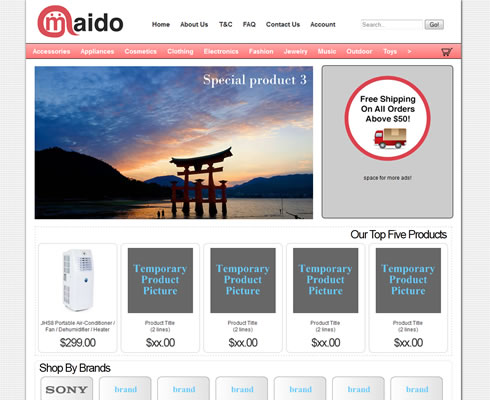 maido
Home About Us T&C FAQ Contact Us Account
Search.. Go!
Accessories Appliances Cosmetics Clothing Electronics Fashion Jewelry Music Outdoor Toys >
Special product 3
Free Shipping
On All Orders
Above $50!
space for more ads!
Our Top Five Products
Temporary Product Picture
Temporary Product Picture
Temporary Product Picture
Temporary Product Picture
JHS8 Portable Air-Conditioner /
Fan / Dehumidifier / Heater
$299.00
Product Title
(2 lines)
$xx.00
Product Title
(2 lines)
$xx.00
Product Title
(2 lines)
$xx.00
Product Title
(2 lines)
$xx.00
Shop By Brands
SONY brand brand brand brand brand